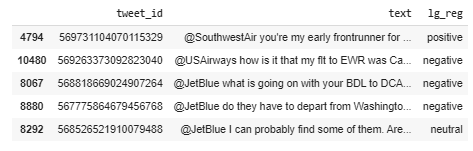 tweet_id text lg_reg
4794 569731104070115329 @SouthwestAir you're my early frontrunner for ... positive
10480 569263373092823040 @USAirways how is it that my flt to EWR was Ca... negative
8067 568818669024907264 @JetBlue what is going on with your BDL to DCA... negative
8880 567775864679456768 @JetBlue do they have to depart from Washingto... negative
8292 568526521910079488 @JetBlue I can probably find some of them. Are... neutral